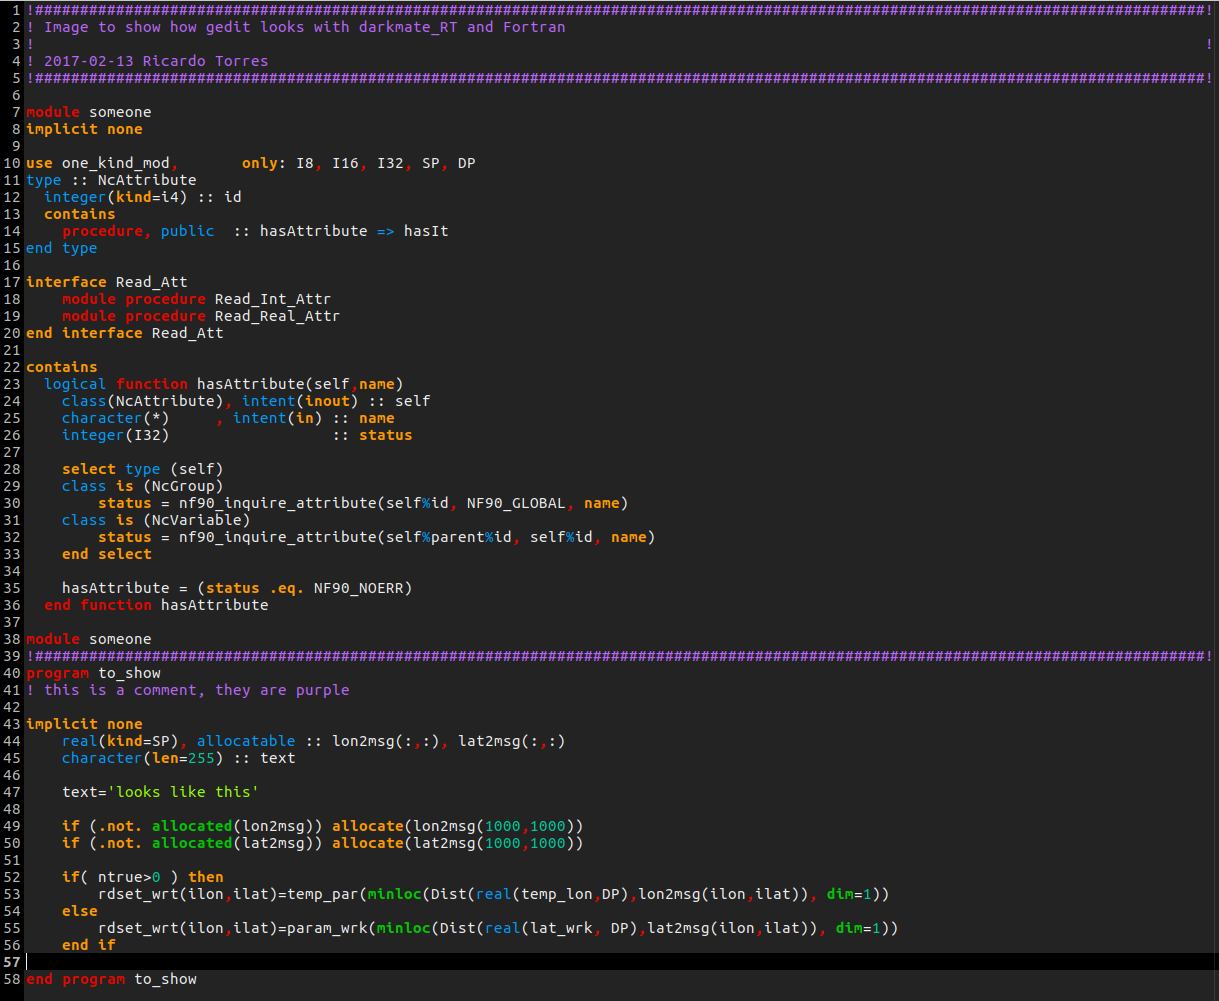 1 !##################################################################################################################################!
2 ! Image to show how gedit looks with darkmate_RT and Fortran
3 ! !
4 ! 2017-02-13 Ricardo Torres
5 !##################################################################################################################################!
6
7 module someone
8 implicit none
9
10 use one_kind_mod,       only: I8, I16, I32, SP, DP
11 type :: NcAttribute
12   integer(kind=i4) :: id
13   contains
14     procedure, public  :: hasAttribute => hasIt
15 end type
16
17 interface Read_Att
18     module procedure Read_Int_Attr
19     module procedure Read_Real_Attr
20 end interface Read_Att
21
22 contains
23   logical function hasAttribute(self,name)
24     class(NcAttribute), intent(inout) :: self
25     character(*)     , intent(in) :: name
26     integer(I32)                  :: status
27
28     select type (self)
29     class is (NcGroup)
30         status = nf90_inquire_attribute(self%id, NF90_GLOBAL, name)
31     class is (NcVariable)
32         status = nf90_inquire_attribute(self%parent%id, self%id, name)
33     end select
34
35     hasAttribute = (status .eq. NF90_NOERR)
36   end function hasAttribute
37
38 module someone
39 !##################################################################################################################################!
40 program to_show
41 ! this is a comment, they are purple
42
43 implicit none
44     real(kind=SP), allocatable :: lon2msg(:,:), lat2msg(:,:)
45     character(len=255) :: text
46
47     text='looks like this'
48
49     if (.not. allocated(lon2msg)) allocate(lon2msg(1000,1000))
50     if (.not. allocated(lat2msg)) allocate(lat2msg(1000,1000))
51
52     if( ntrue>0 ) then
53         rdset_wrt(ilon,ilat)=temp_par(minloc(Dist(real(temp_lon,DP),lon2msg(ilon,ilat)), dim=1))
54     else
55         rdset_wrt(ilon,ilat)=param_wrk(minloc(Dist(real(lat_wrk, DP),lat2msg(ilon,ilat)), dim=1))
56     end if
57
58 end program to_show